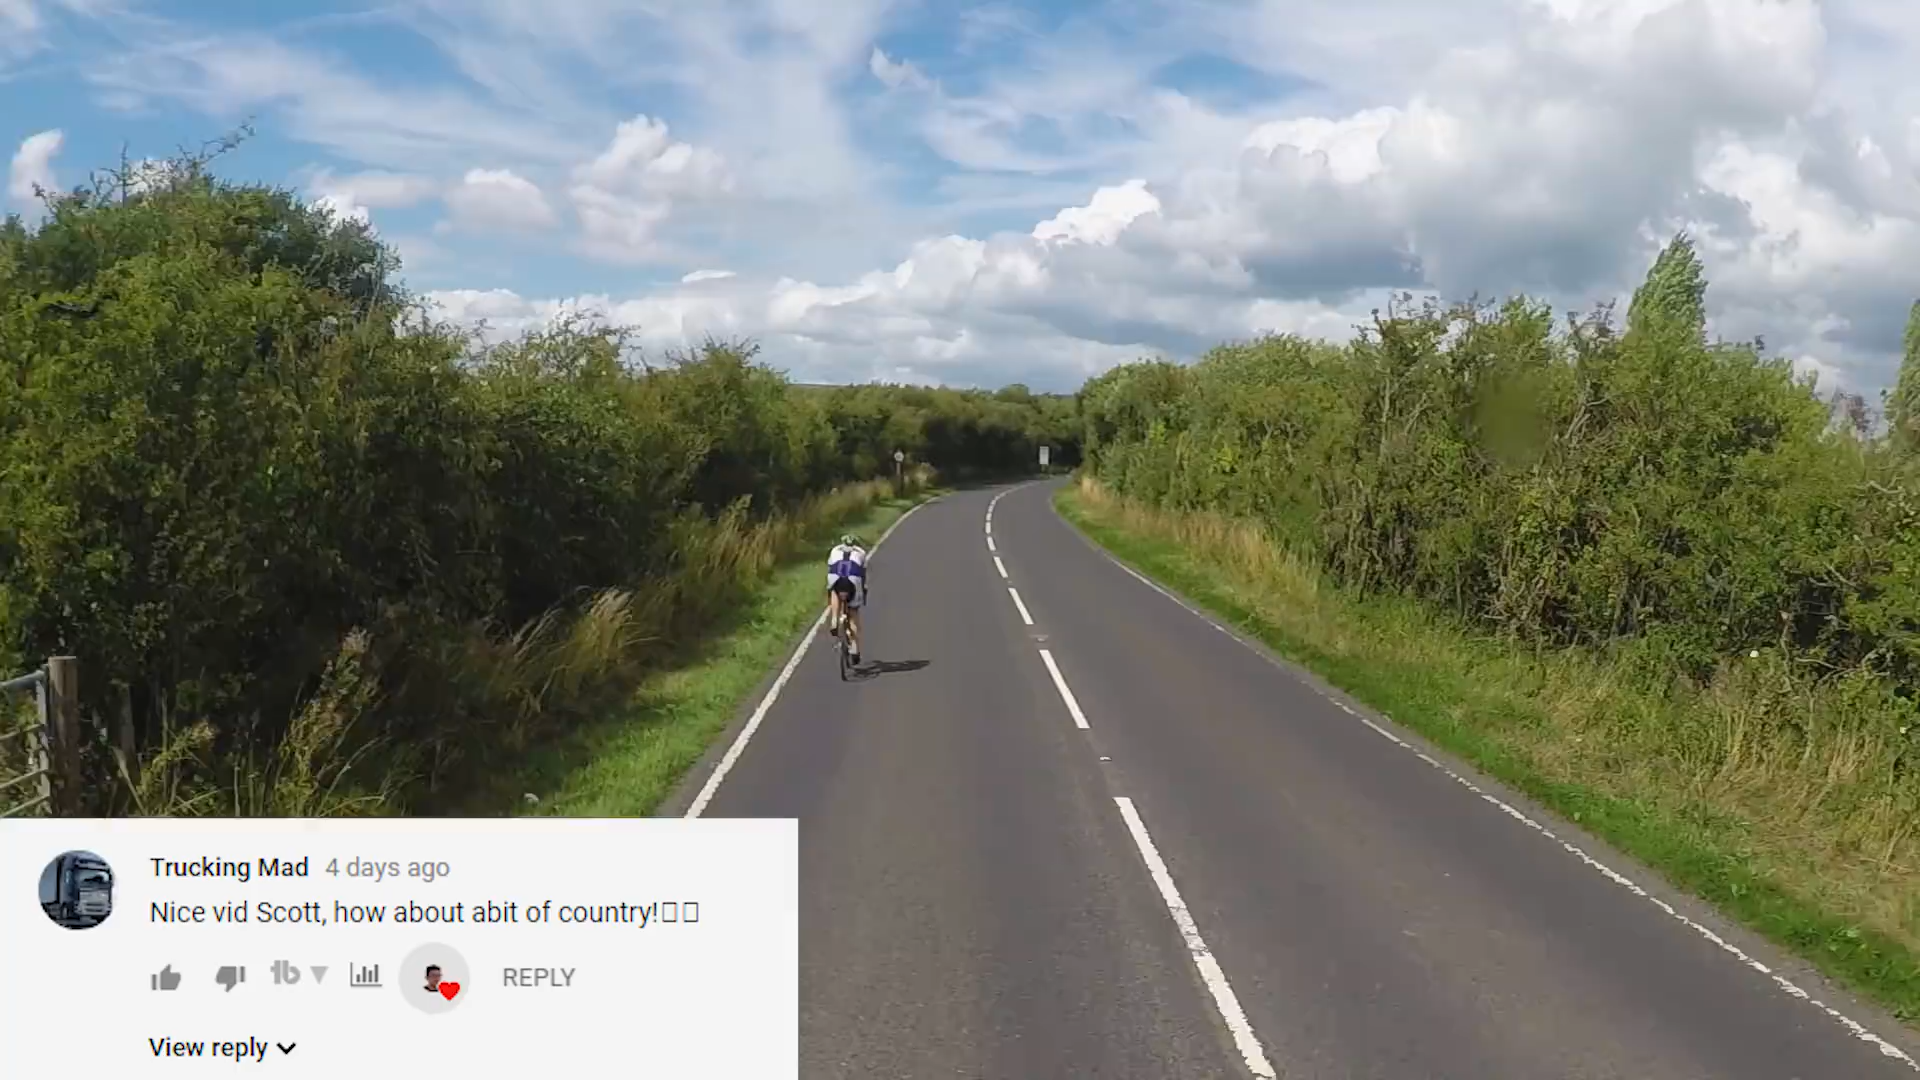 Trucking Mad 4 days ago
Nice vid Scott, how about abit of country!
REPLY
View reply